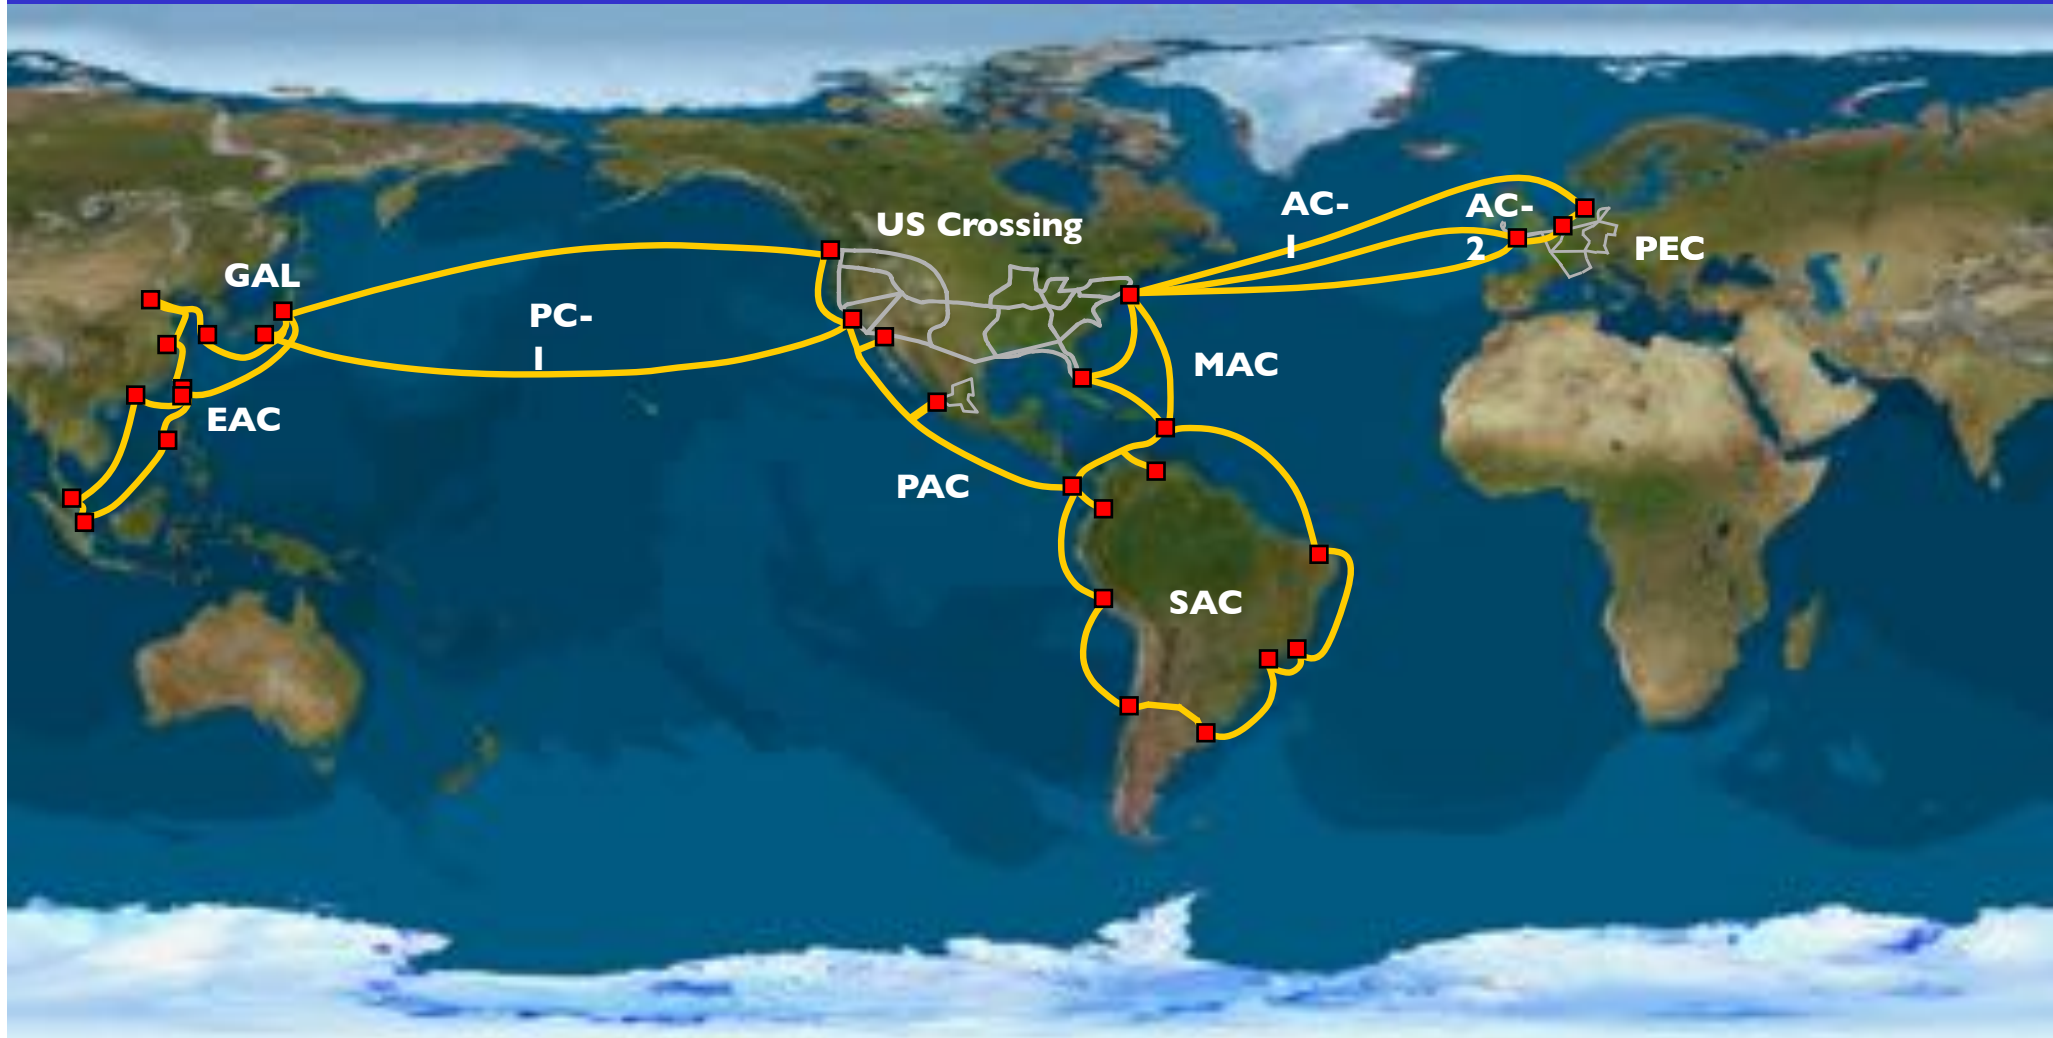 US Crossing
AC-
1
AC-
2
PEC
GAL
PC-
1
MAC
EAC
PAC
SAC